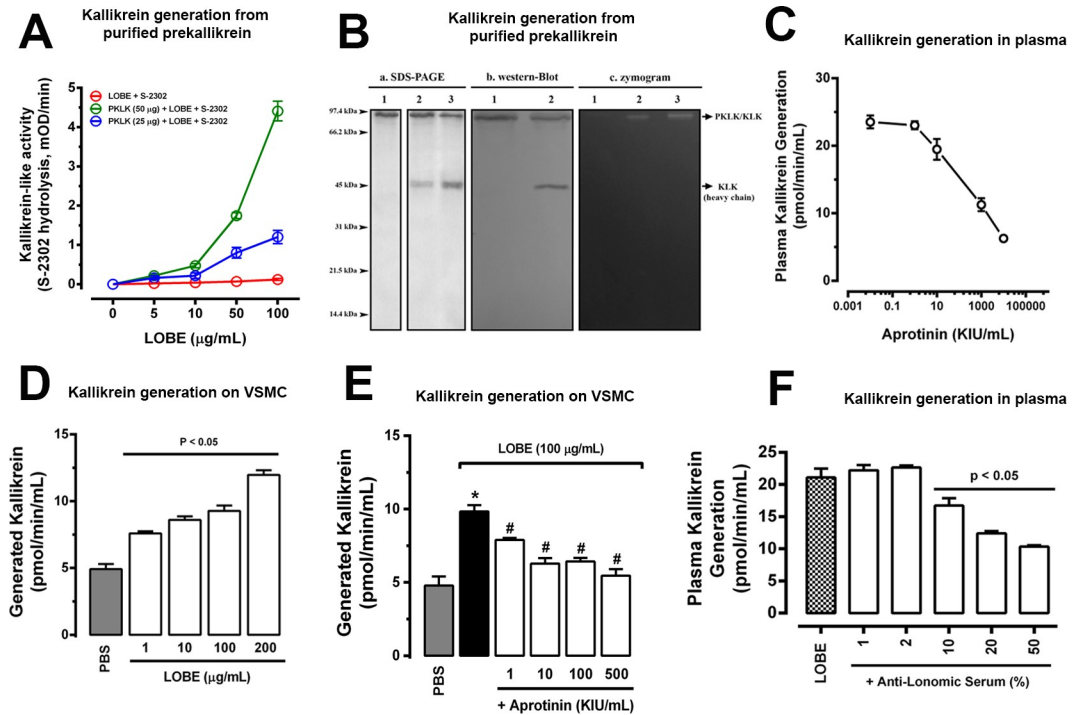 A
Kallikrein generation from
purified prekallikrein
Kallikrein-like activity
(S-2302 hydrolysis, mOD/min)
5
4
3
2
1
0
LOBE + S-2302
PKLK (50 µg) + LOBE + S-2302
PKLK (25 µg) + LOBE + S-2302
0 5 10 50 100
LOBE (µg/mL)
B
Kallikrein generation from
purified prekallikrein
a. SDS-PAGE b. western-Blot c. zymogram
1 2 3 1 2 1 2 3
97.4 kDa
66.2 kDa
45 kDa
31 kDa
21.5 kDa
14.4 kDa
PKLK/KLK
KLK
(heavy chain)
C
Kallikrein generation in plasma
Plasma Kallikrein Generation
(pmol/min/mL)
30
20
10
0
0.001 0.1 10 1000 100000
Aprotinin (KIU/mL)
D
Kallikrein generation on VSMC
Generated Kallikrein
(pmol/min/mL)
15
10
5
0
P < 0.05
PBS 1 10 100 200
LOBE (µg/mL)
E
Kallikrein generation on VSMC
Generated Kallikrein
(pmol/min/mL)
15
10
5
0
LOBE (100 µg/mL)
*
# # # #
PBS 1 10 100 500
+ Aprotinin (KIU/mL)
F
Kallikrein generation in plasma
Plasma Kallikrein
Generation
(pmol/min/mL)
25
20
15
10
5
0
p < 0.05
LOBE 1 2 10 20 50
+ Anti-Lonomic Serum (%)